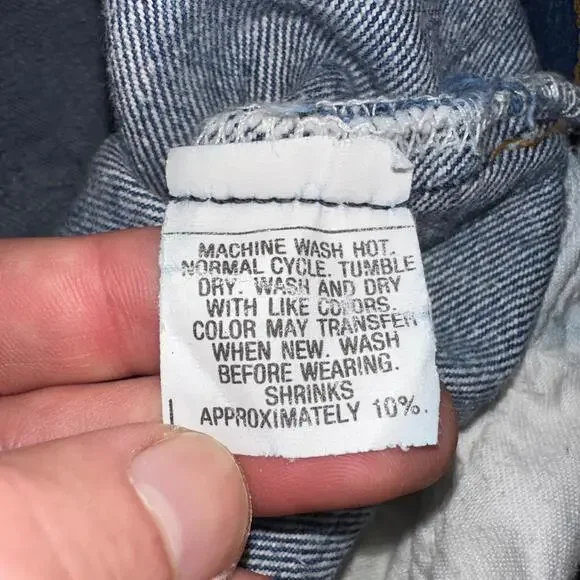 MACHINE WASH HOT.
NORMAL CYCLE. TUMBLE
DRY. WASH AND DRY
WITH LIKE COLORS.
COLOR MAY TRANSFER
WHEN NEW. WASH
BEFORE WEARING.
SHRINKS
APPROXIMATELY 10%.